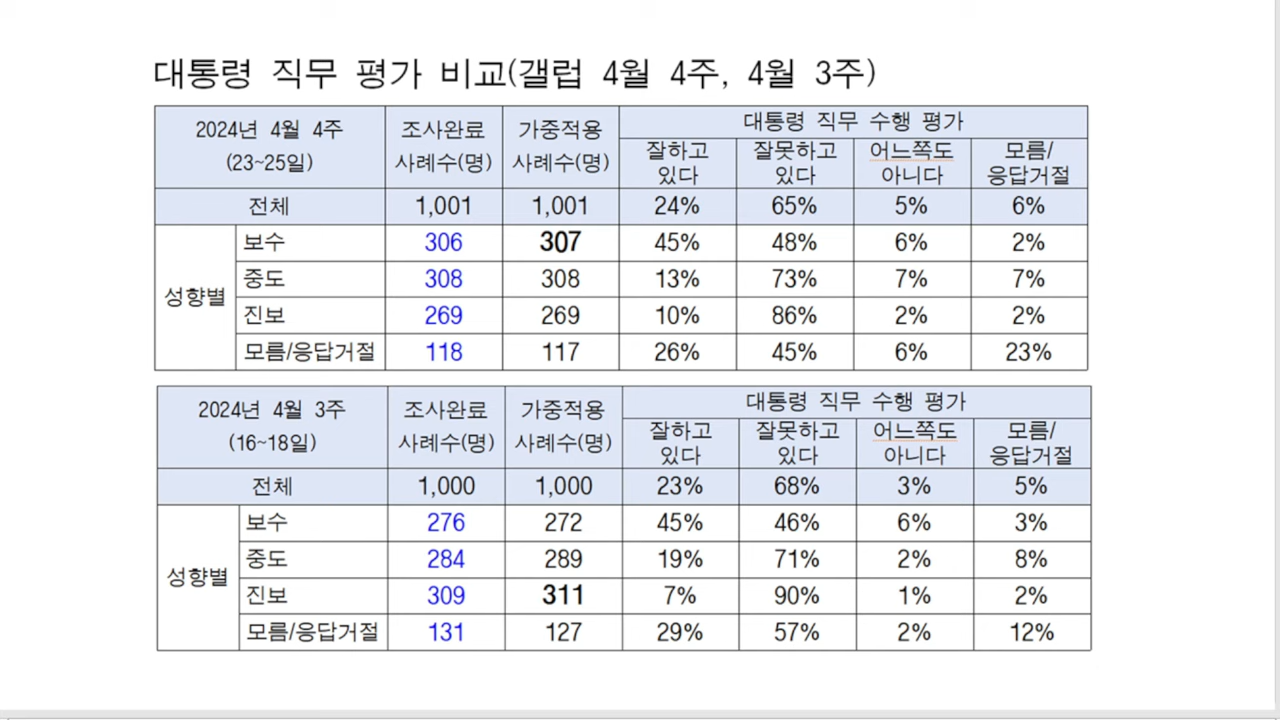 대통령 직무 평가 비교(갤럽 4월 4주, 4월 3주)
2024년 4월 4주 (23~25일) 조사완료 사례수(명) 가중적용 사례수(명) 대통령 직무 수행 평가
잘하고 있다 잘못하고 있다 어느쪽도 아니다 모름/응답거절
전체 1,001 1,001 24% 65% 5% 6%
성향별
보수 306 307 45% 48% 6% 2%
중도 308 308 13% 73% 7% 7%
진보 269 269 10% 86% 2% 2%
모름/응답거절 118 117 26% 45% 6% 23%
2024년 4월 3주 (16~18일) 조사완료 사례수(명) 가중적용 사례수(명) 대통령 직무 수행 평가
잘하고 있다 잘못하고 있다 어느쪽도 아니다 모름/응답거절
전체 1,000 1,000 23% 68% 3% 5%
성향별
보수 276 272 45% 46% 6% 3%
중도 284 289 19% 71% 2% 8%
진보 309 311 7% 90% 1% 2%
모름/응답거절 131 127 29% 57% 2% 12%